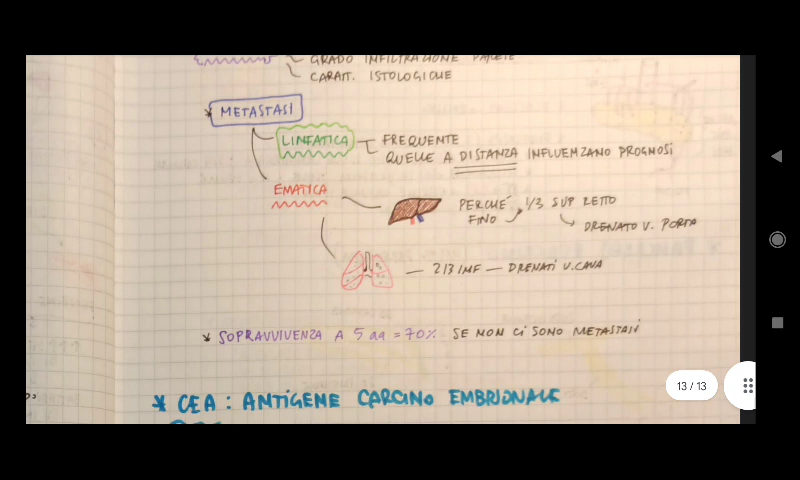 GRADO INFILTRAZIONE PARETE
CARATT. ISTOLOGICHE
* METASTASI
LINFATICA
FREQUENTE
QUELLE A DISTANZA INFLUENZANO PROGNOSI
EMATICA
PERCHÉ FINO 1/3 SUP RETTO
DRENATO V. PORTA
2/3 INF - DRENATI V. CAVA
* SOPRAVVIVENZA A 5 aa = 70% SE NON CI SONO METASTASI
* CEA : ANTIGENE CARCINO EMBRIONALE
13 / 13